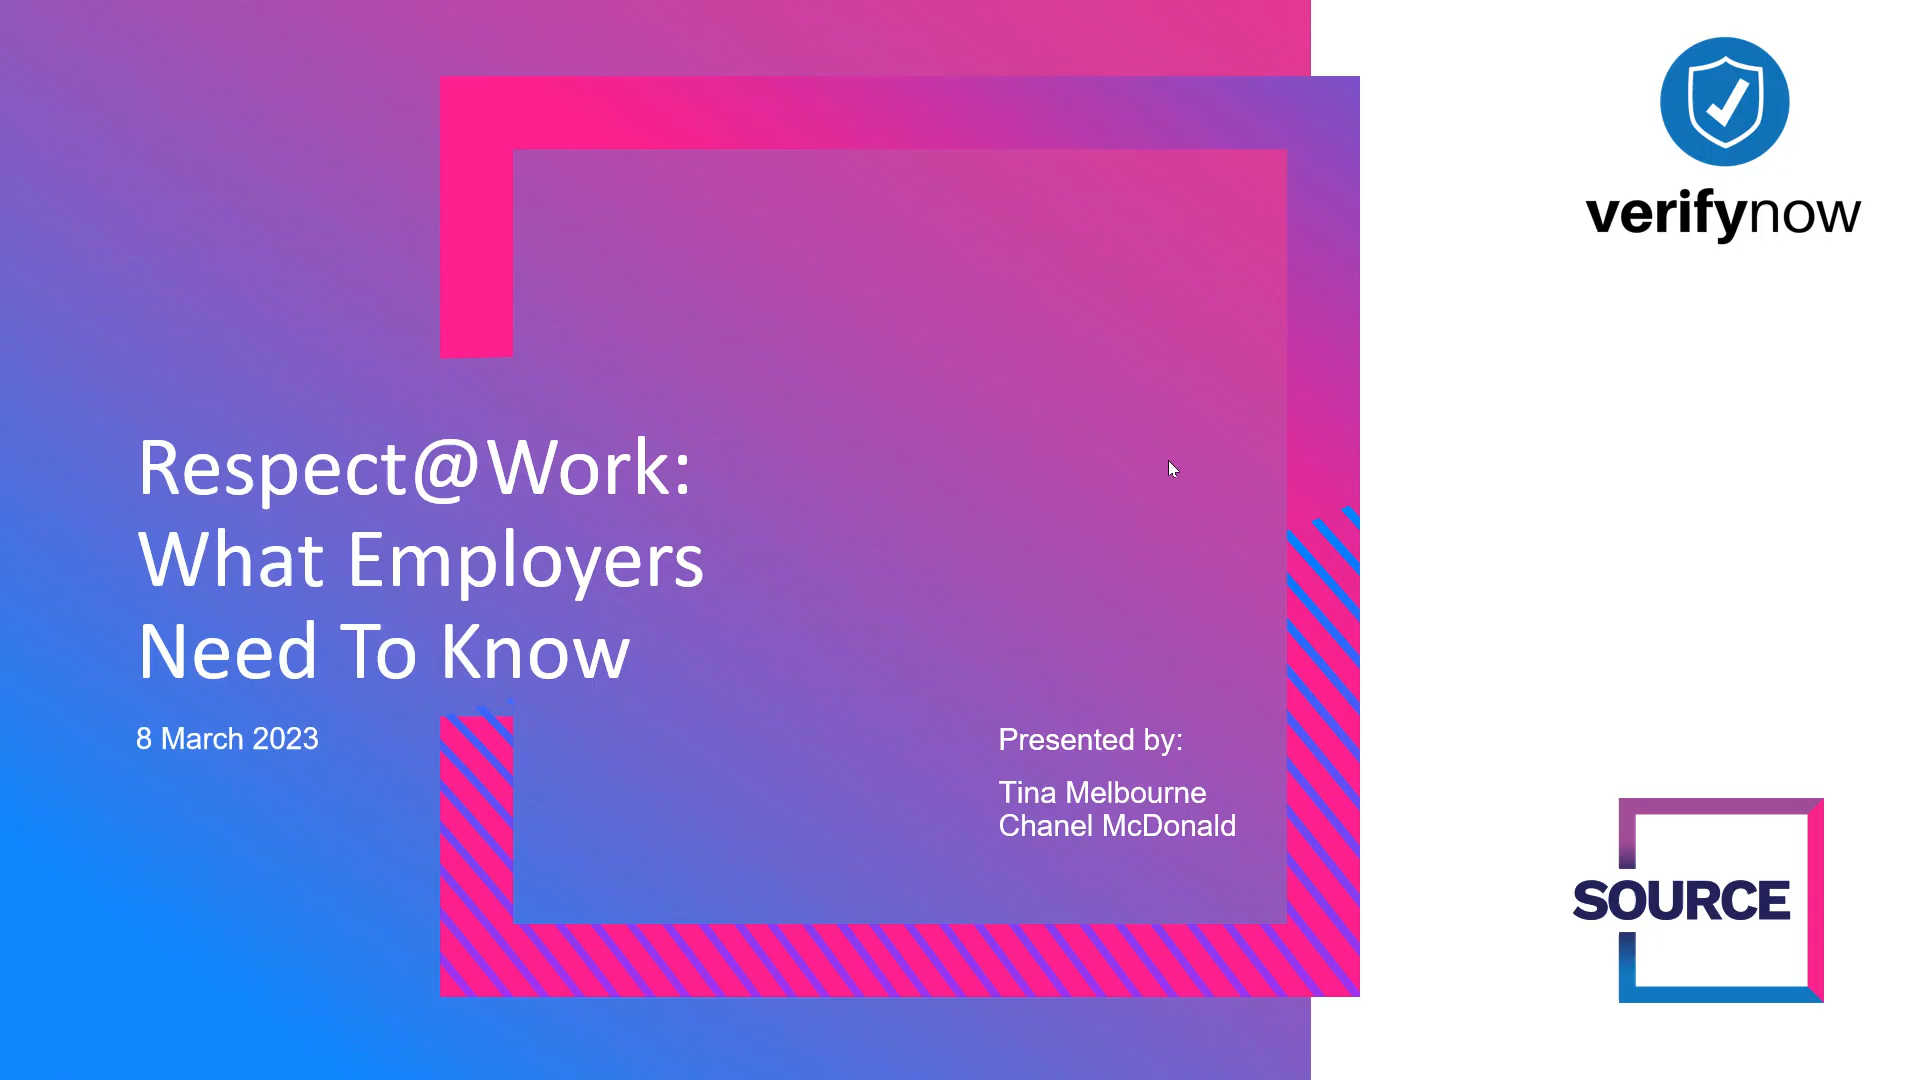 verifynow
Respect@Work:
What Employers
Need To Know
8 March 2023
Presented by:
Tina Melbourne
Chanel McDonald
SOURCE